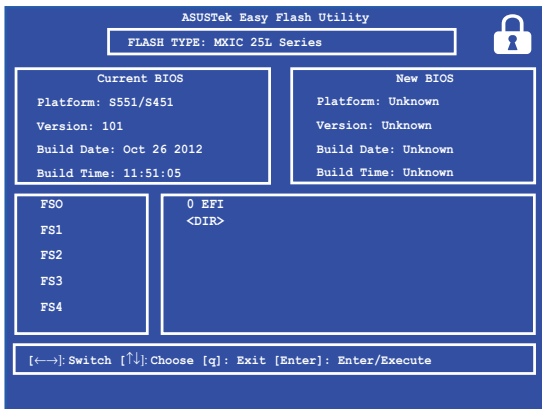 ASUSTek Easy Flash Utility
FLASH TYPE: MXIC 25L Series
Current BIOS
Platform: S551/S451
Version: 101
Build Date: Oct 26 2012
Build Time: 11:51:05
New BIOS
Platform: Unknown
Version: Unknown
Build Date: Unknown
Build Time: Unknown
FSO
FS1
FS2
FS3
FS4
0 EFI
<DIR>
[←→]: Switch [↑↓]: Choose [q]: Exit [Enter]: Enter/Execute